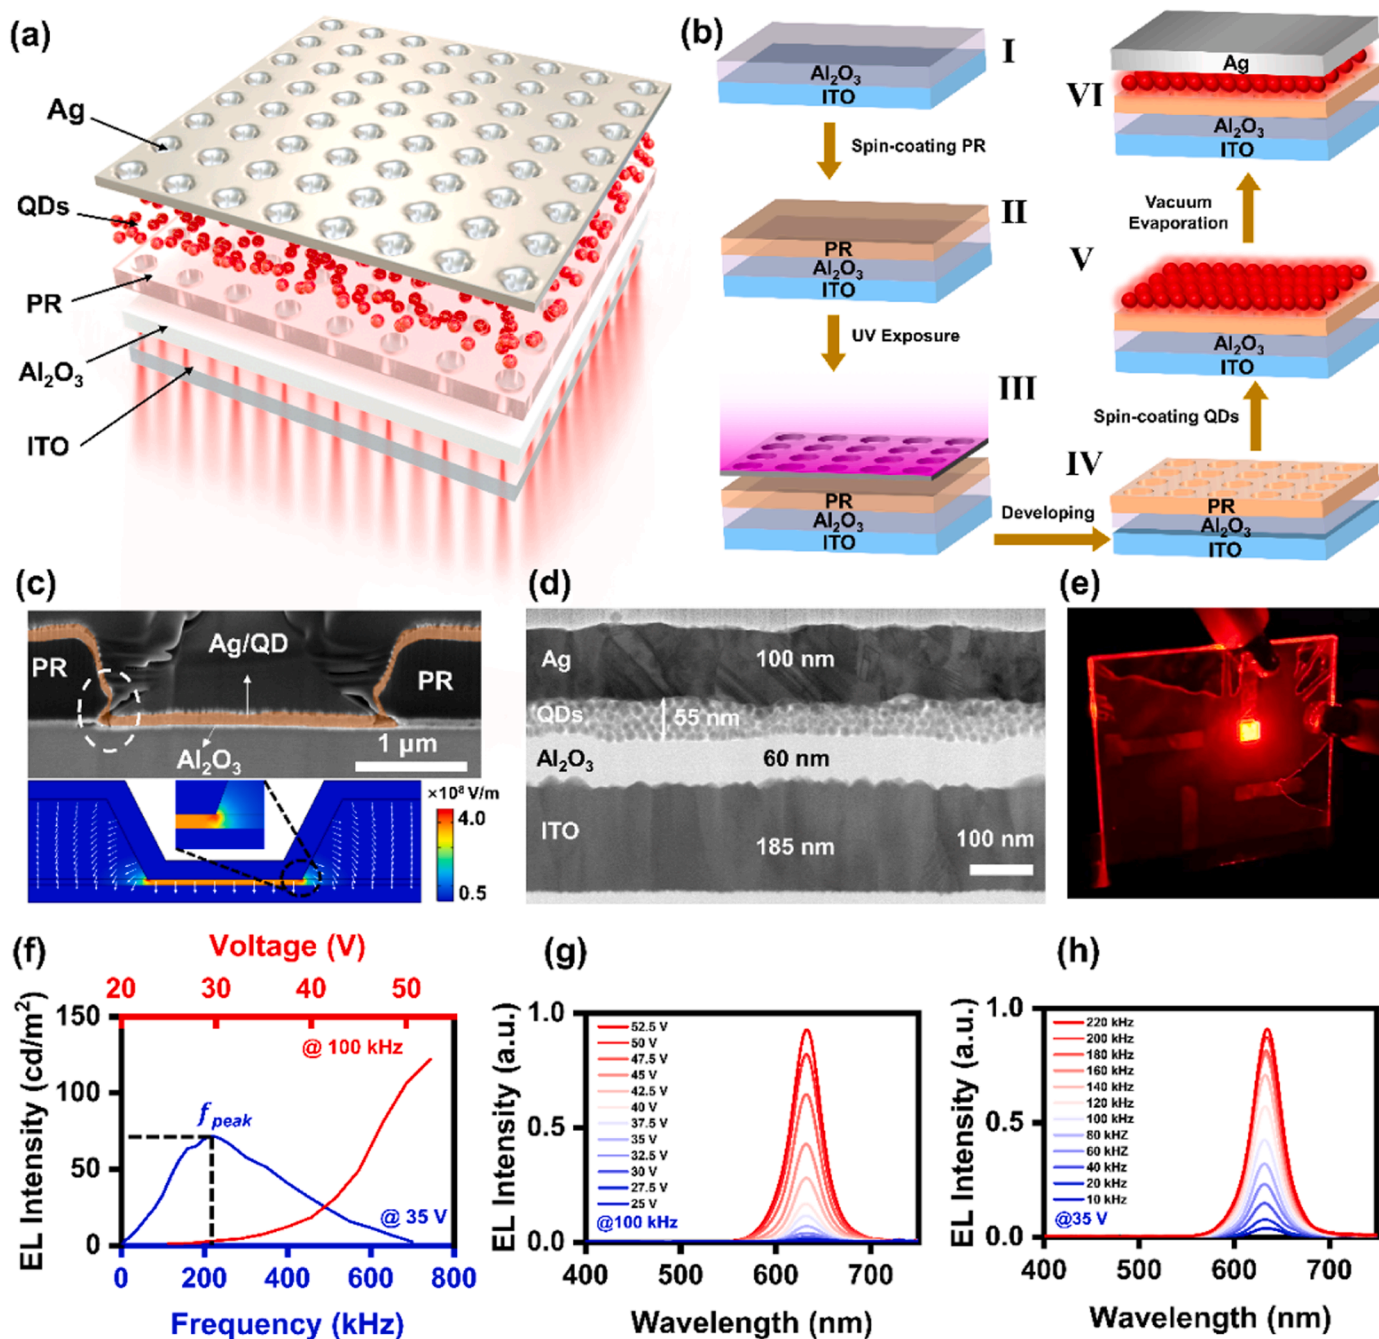 (a)
Ag
QDs
PR
Al₂O₃
ITO
(b)
I
Al₂O₃
ITO
Spin-coating PR
II
PR
Al₂O₃
ITO
UV Exposure
III
PR
Al₂O₃
ITO
Developing
IV
PR
Al₂O₃
ITO
Spin-coating QDs
V
Al₂O₃
ITO
Vacuum
Evaporation
VI
Ag
Al₂O₃
ITO
(c)
PR
Ag/QD
PR
Al₂O₃
1 μm
×10⁸ V/m
4.0
0.5
(d)
Ag
100 nm
QDs
55 nm
Al₂O₃
60 nm
ITO
185 nm
100 nm
(e)
(f)
Voltage (V)
20 30 40 50
EL Intensity (cd/m²)
150
100
50
0
@ 100 kHz
f peak
@ 35 V
0 200 400 600 800
Frequency (kHz)
(g)
EL Intensity (a.u.)
1.0
0.5
0.0
52.5 V
50 V
47.5 V
45 V
42.5 V
40 V
37.5 V
35 V
32.5 V
30 V
27.5 V
25 V
@100 kHz
400 500 600 700
Wavelength (nm)
(h)
EL Intensity (a.u.)
1.0
0.5
0.0
220 kHz
200 kHz
180 kHz
160 kHz
140 kHz
120 kHz
100 kHz
80 kHZ
60 kHZ
40 kHz
20 kHz
10 kHz
@35 V
400 500 600 700
Wavelength (nm)